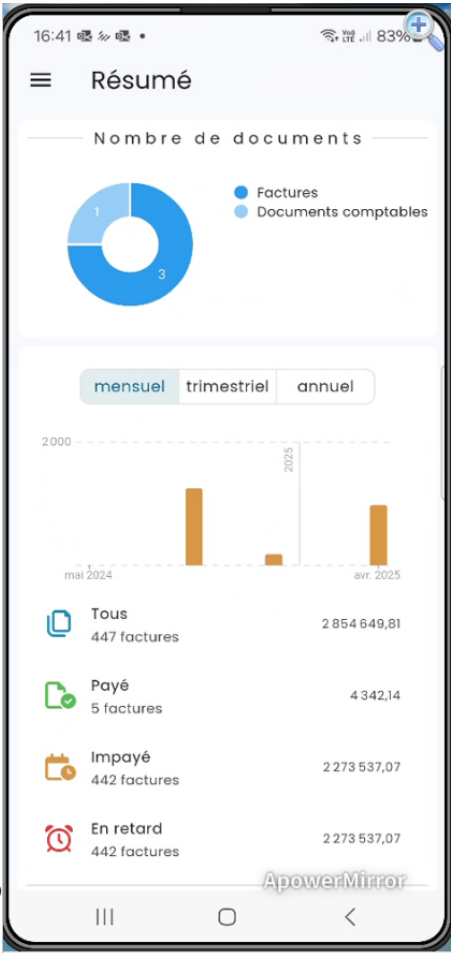 16:41
Vo) LTE 83%
Résumé
Nombre de documents
1
3
Factures
Documents comptables
mensuel trimestriel annuel
2000
2025
mai 2024 avr. 2025
Tous
2 854 649,81
447 factures
Payé
4 342,14
5 factures
Impayé
2 273 537,07
442 factures
En retard
2 273 537,07
442 factures
ApowerMirror